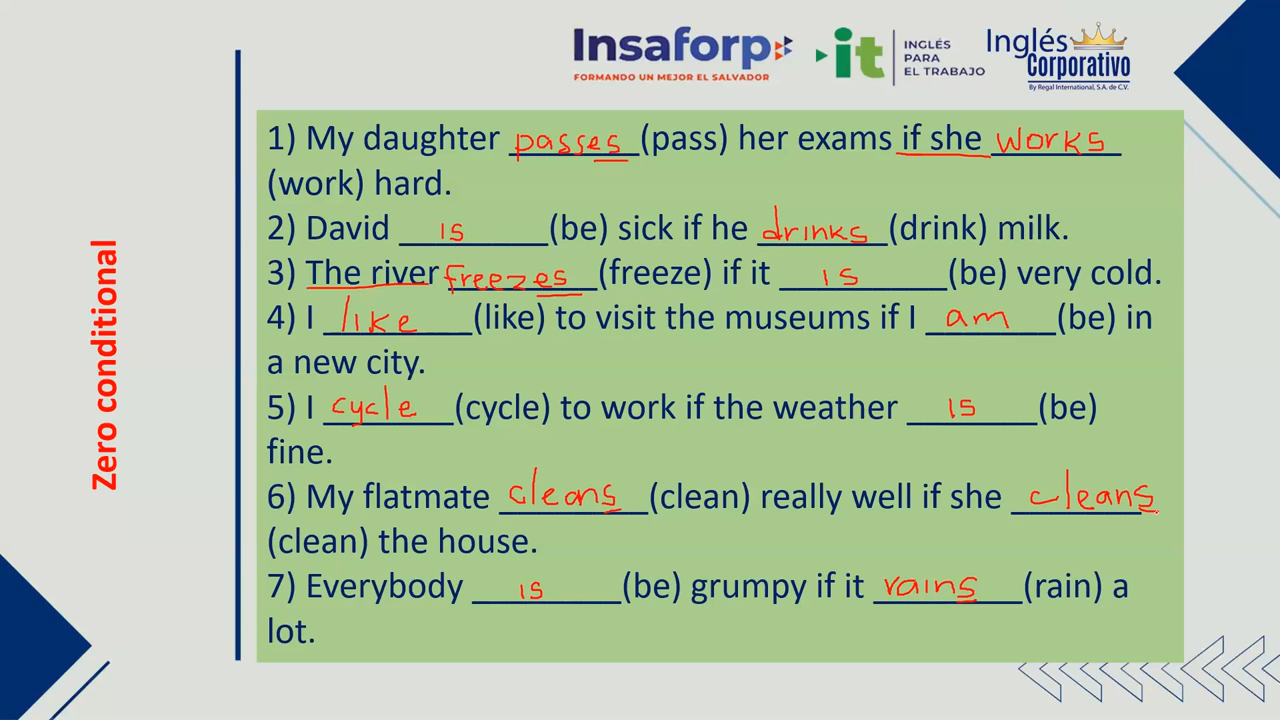 Insaforp
FORMANDO UN MEJOR EL SALVADOR
it
INGLÉS
PARA
EL TRABAJO
Inglés
Corporativo
By Regal International, S.A. de C.V.
Zero conditional
1) My daughter passes (pass) her exams if she works
(work) hard.
2) David is (be) sick if he drinks (drink) milk.
3) The river freezes (freeze) if it is (be) very cold.
4) I like (like) to visit the museums if I am (be) in
a new city.
5) I cycle (cycle) to work if the weather is (be)
fine.
6) My flatmate cleans (clean) really well if she cleans
(clean) the house.
7) Everybody is (be) grumpy if it rains (rain) a
lot.